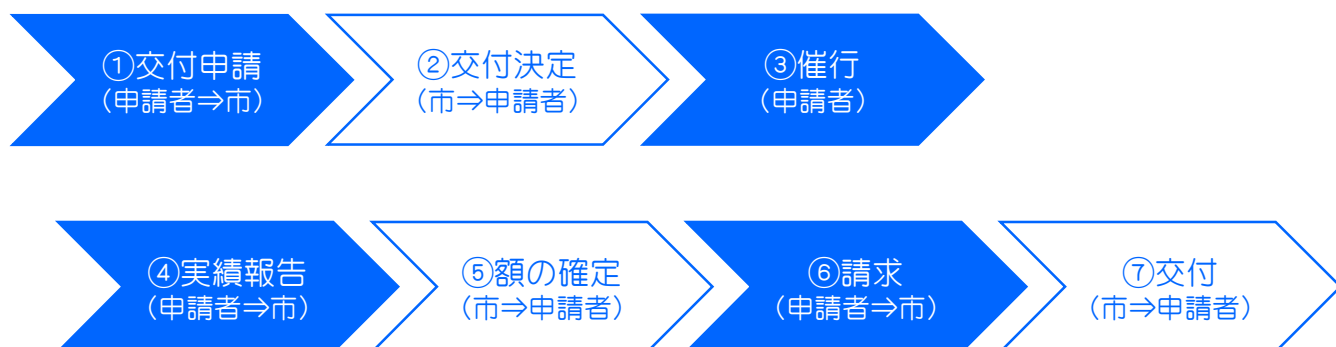 ①交付申請
（申請者⇒市）
②交付決定
（市⇒申請者）
③催行
（申請者）
④実績報告
（申請者⇒市）
⑤額の確定
（市⇒申請者）
⑥請求
（申請者⇒市）
⑦交付
（市⇒申請者）